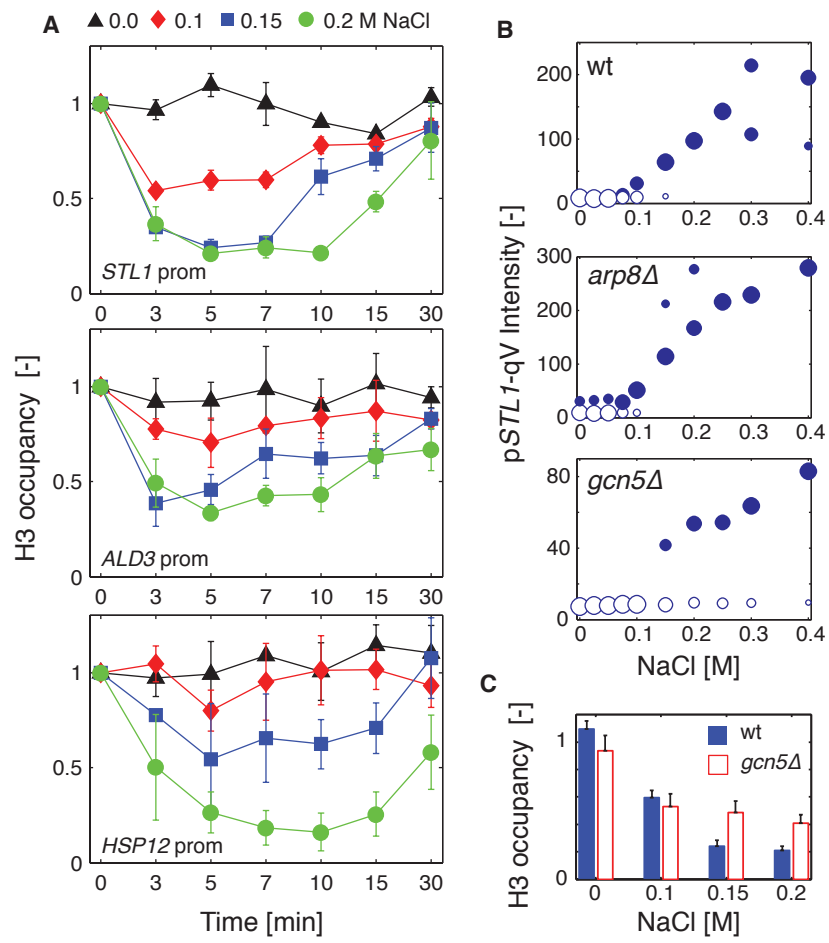 A
0.0 0.1 0.15 0.2 M NaCl
H3 occupancy [-]
1
0.5
0
STL1 prom
0 3 5 7 10 15 30
1
0.5
0
ALD3 prom
0 3 5 7 10 15 30
1
0.5
0
HSP12 prom
0 3 5 7 10 15 30
Time [min]
B
pSTL1-qV Intensity [-]
wt
200
100
0
0 0.1 0.2 0.3 0.4
arp8Δ
300
200
100
0
0 0.1 0.2 0.3 0.4
gcn5Δ
80
40
0
0 0.1 0.2 0.3 0.4
NaCl [M]
C
H3 occupancy [-]
1
0
wt
gcn5Δ
0 0.1 0.15 0.2
NaCl [M]